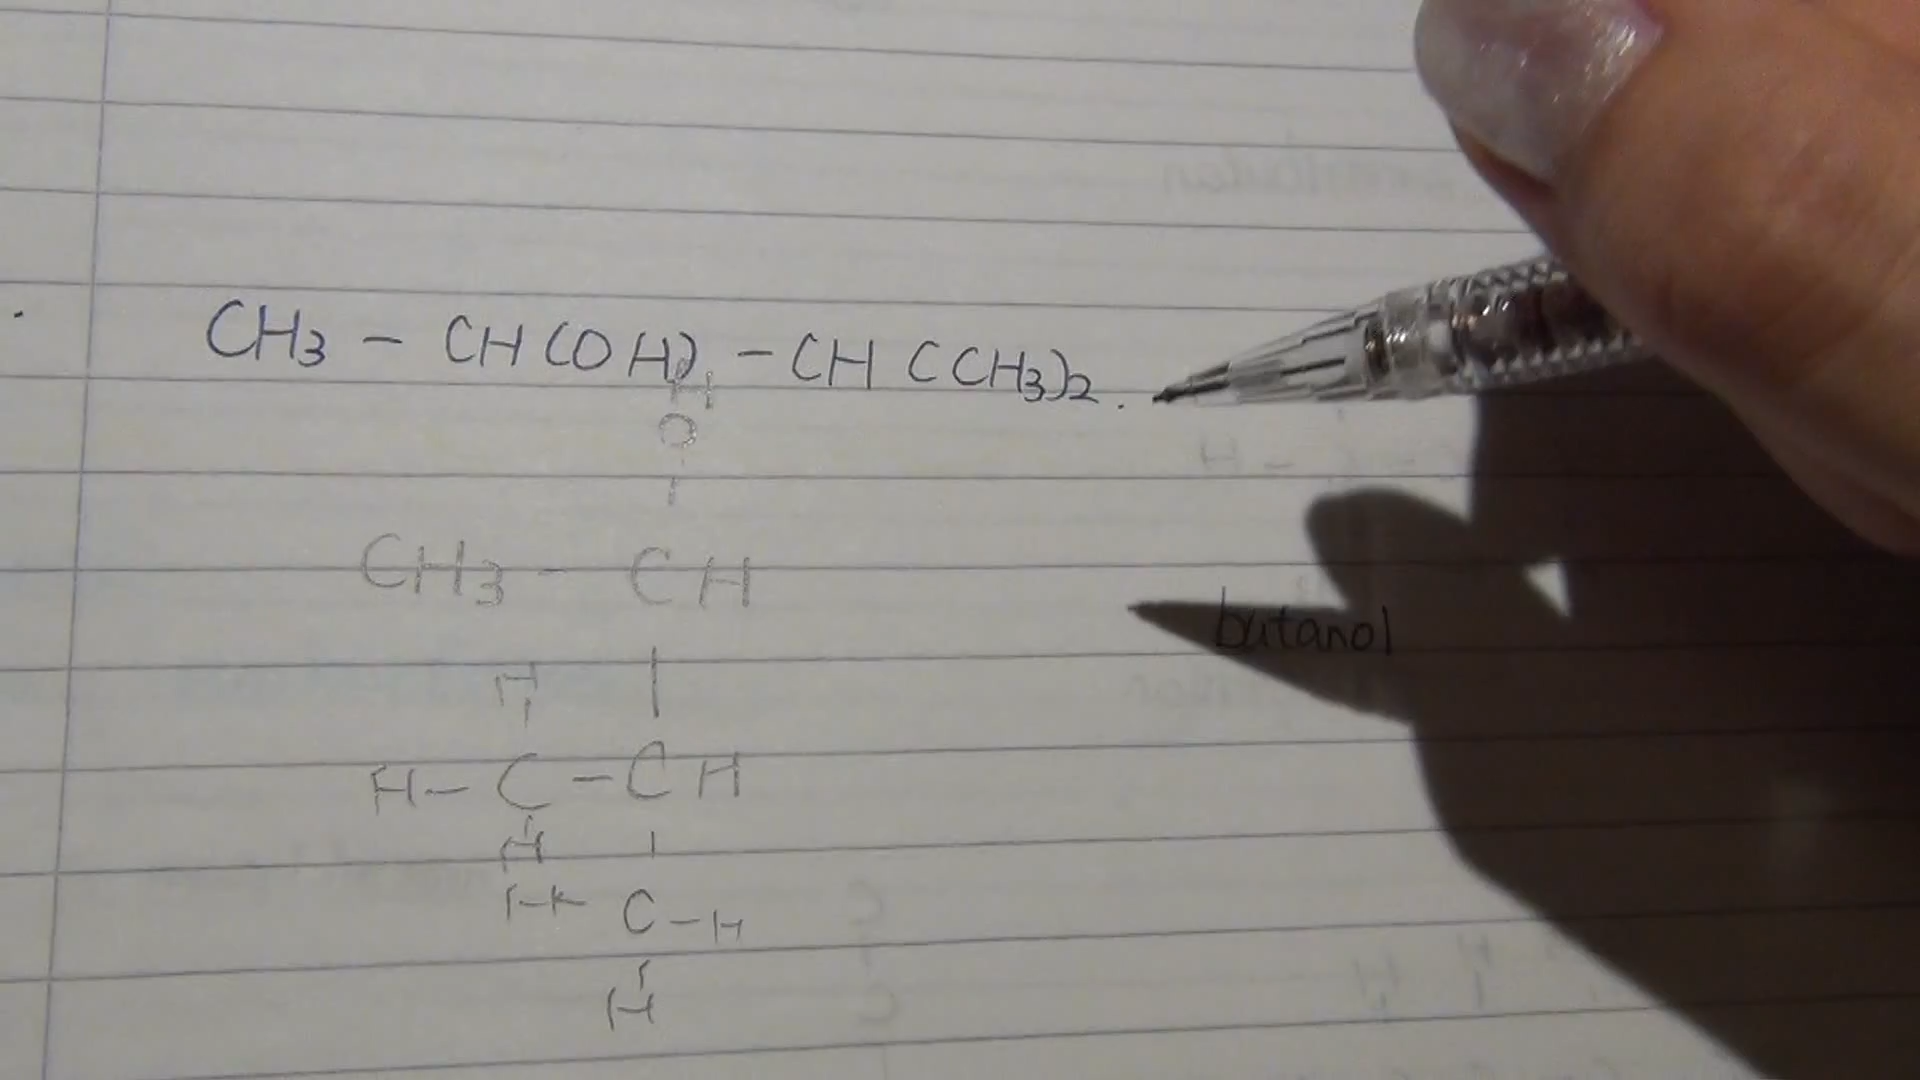 CH3 - CH(OH) - CH(CH3)2.
H
O
CH3 - CH
butanol
H
H - C - CH
H
C - H
H